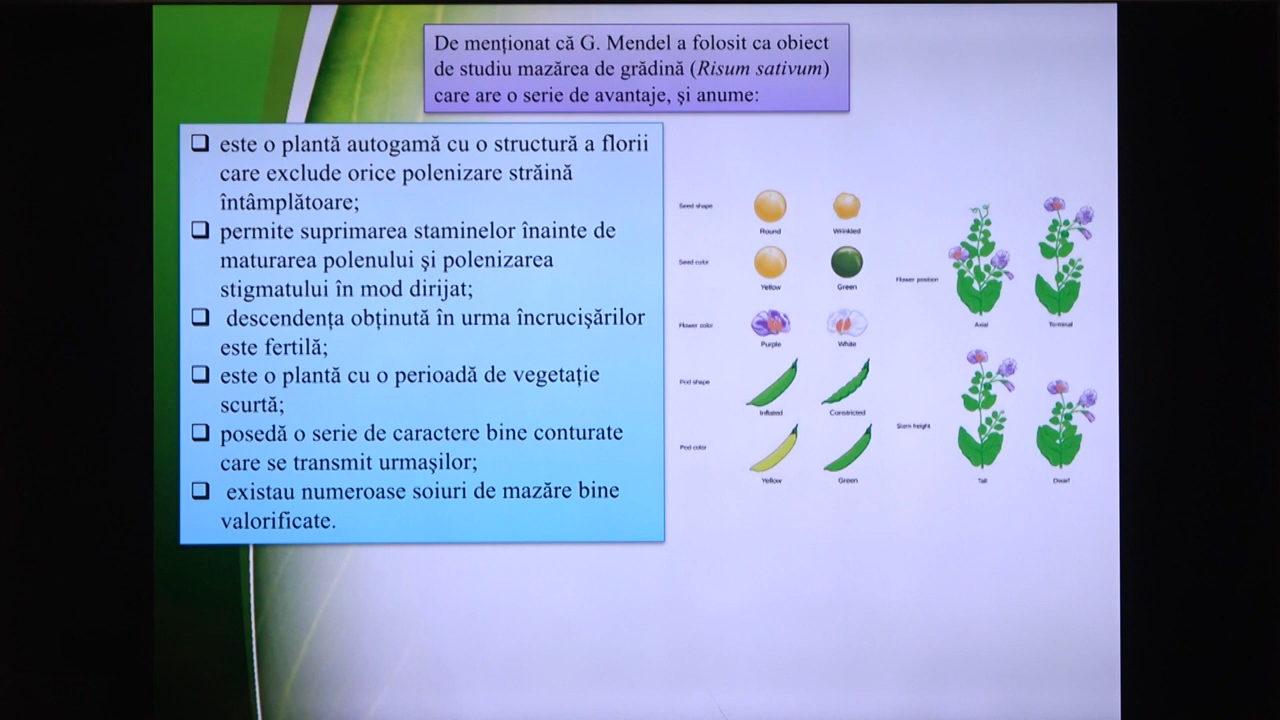 De menționat că G. Mendel a folosit ca obiect
de studiu mazărea de grădină (Risum sativum)
care are o serie de avantaje, și anume:
este o plantă autogamă cu o structură a florii
care exclude orice polenizare străină
întâmplătoare;
permite suprimarea staminelor înainte de
maturarea polenului și polenizarea
stigmatului în mod dirijat;
descendența obținută în urma încrucișărilor
este fertilă;
este o plantă cu o perioadă de vegetație
scurtă;
posedă o serie de caractere bine conturate
care se transmit urmașilor;
existau numeroase soiuri de mazăre bine
valorificate.
Seed shape
Round
Wrinkled
Seed color
Yellow
Green
Flower color
Purple
White
Pod shape
Inflated
Constricted
Pod color
Yellow
Green
Flower position
Axial
Terminal
Stem height
Tall
Dwarf